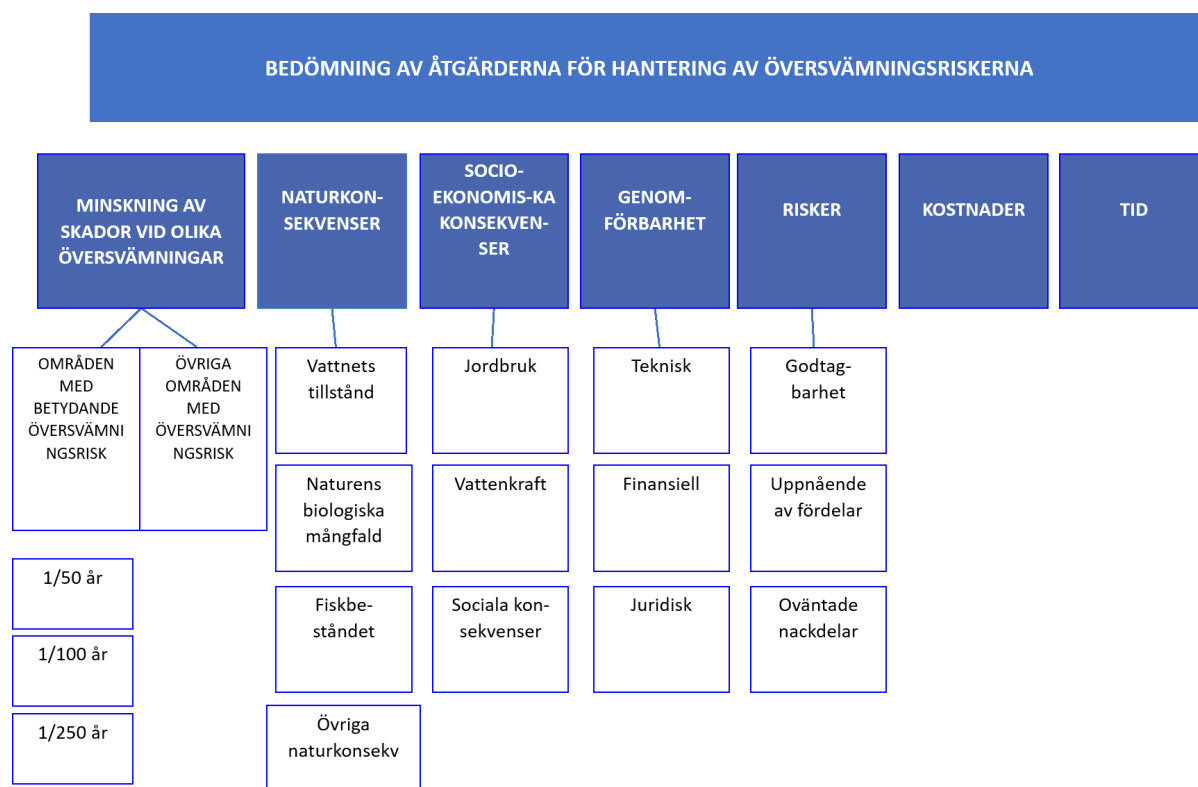 BEDÖMNING AV ÅTGÄRDERNA FÖR HANTERING AV ÖVERSVÄMNINGSRISKERNA
MINSKNING AV
SKADOR VID OLIKA
ÖVERSVÄMNINGAR
NATURKON-
SEKVENSER
SOCIO-
EKONOMIS-KA
KONSEKVEN-
SER
GENOM-
FÖRBARHET
RISKER
KOSTNADER
TID
OMRÅDEN
MED
BETYDANDE
ÖVERSVÄMNI
NGSRISK
ÖVRIGA
OMRÅDEN
MED
ÖVERSVÄMNI
NGSRISK
1/50 år
1/100 år
1/250 år
Vattnets
tillstånd
Naturens
biologiska
mångfald
Fiskbe-
ståndet
Övriga
naturkonsekv
Jordbruk
Vattenkraft
Sociala kon-
sekvenser
Teknisk
Finansiell
Juridisk
Godtag-
barhet
Uppnående
av fördelar
Oväntade
nackdelar